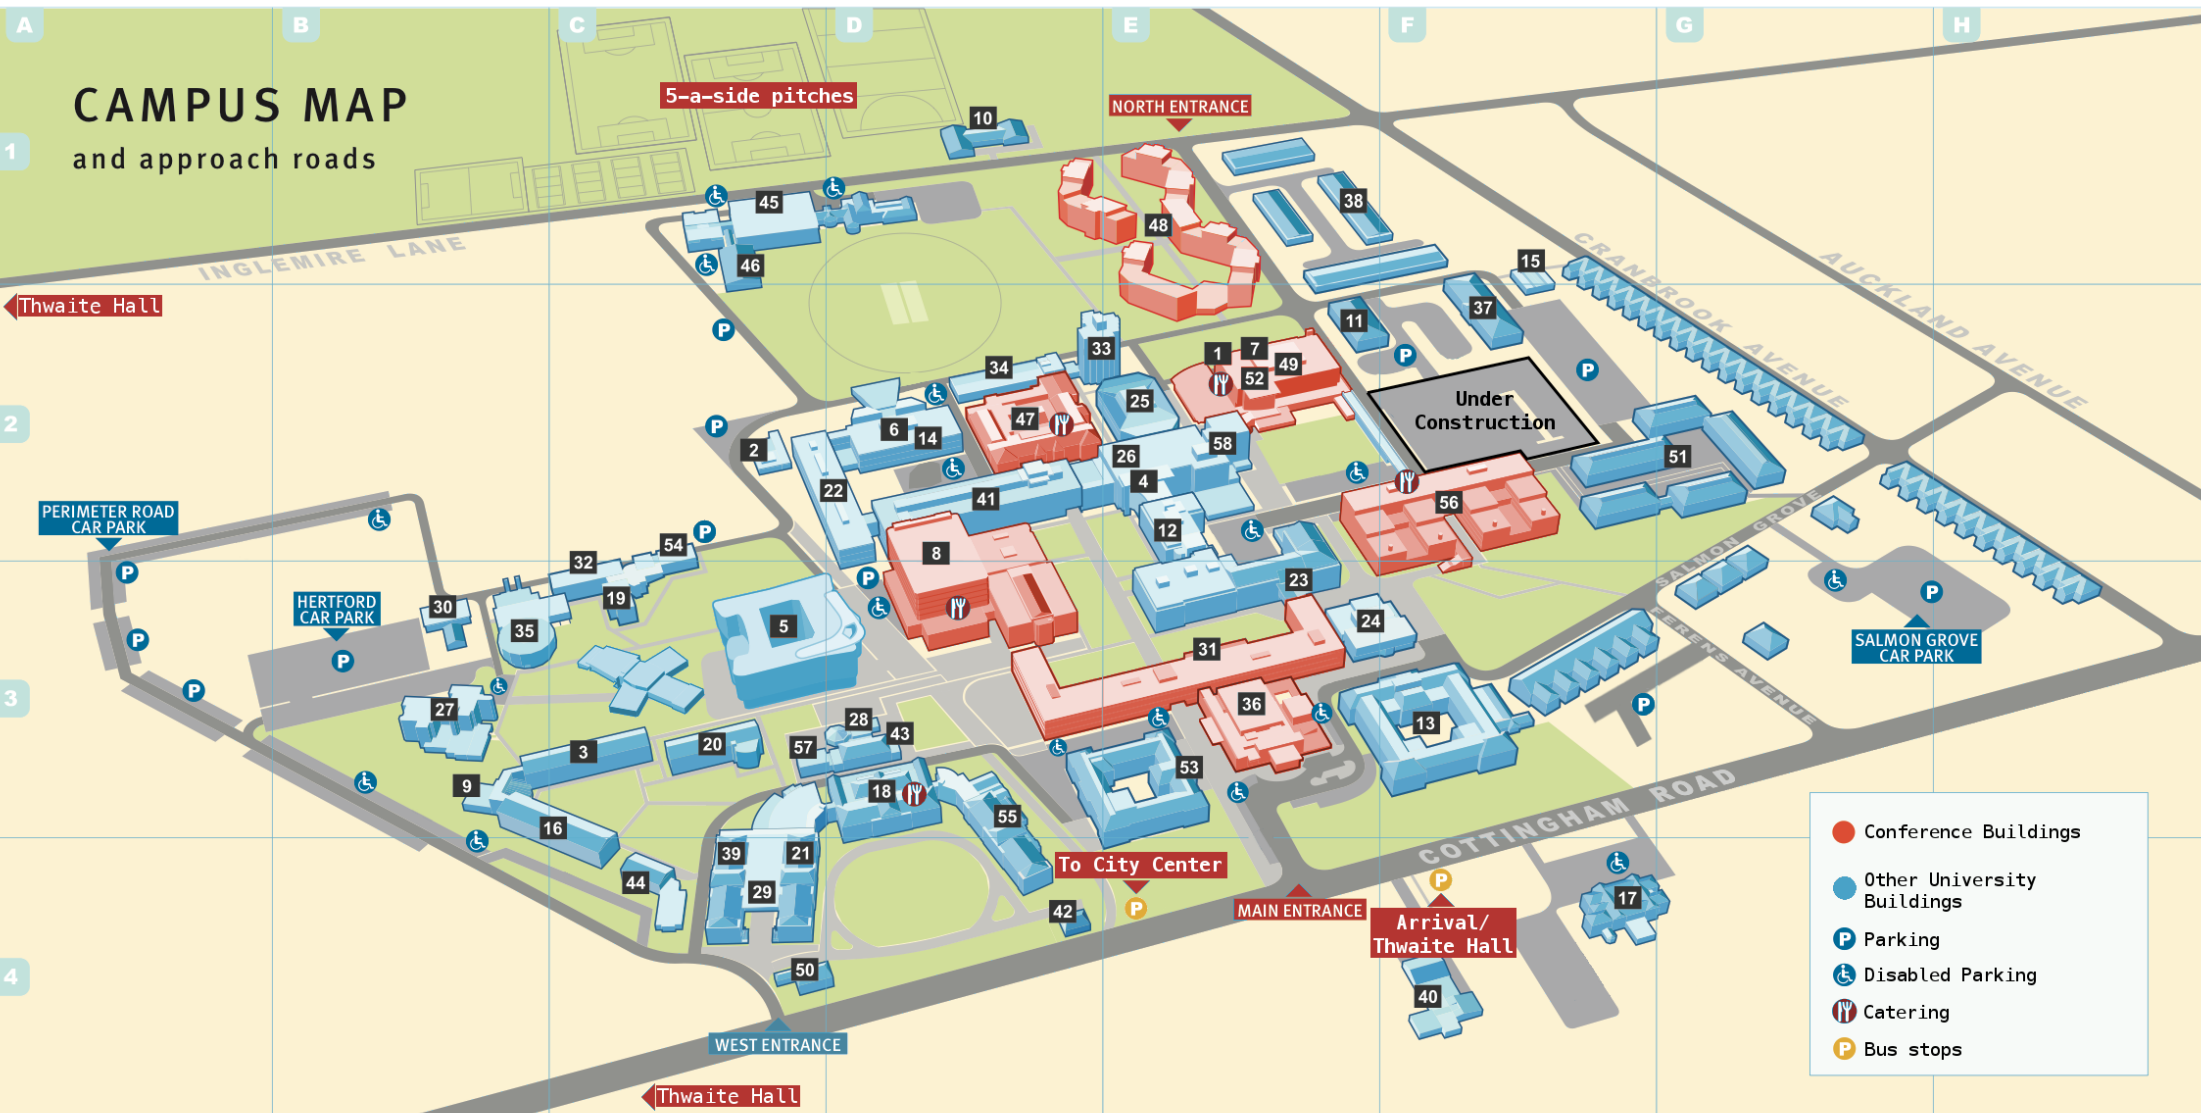 A
B
C
D
E
F
G
H
CAMPUS MAP
and approach roads
5-a-side pitches
NORTH ENTRANCE
10
1
45
46
48
38
15
INGLEMIRE LANE
CRANBROOK AVENUE
AUCKLAND AVENUE
Thwaite Hall
37
11
P
33
34
1
7
49
52
P
P
25
47
Under
Construction
2
P
6
14
2
22
26
58
4
51
41
56
12
PERIMETER ROAD
CAR PARK
P
54
32
8
SALMON GROVE
P
P
23
19
30
HERTFORD
CAR PARK
35
5
24
P
P
P
31
SALMON GROVE
CAR PARK
FERENS AVENUE
3
P
27
36
13
P
28
43
57
20
3
53
9
18
55
16
COTTINGHAM ROAD
Conference Buildings
Other University
Buildings
P Parking
Disabled Parking
Catering
P Bus stops
39
21
29
44
To City Center
P
42
MAIN ENTRANCE
P
Arrival/
Thwaite Hall
17
4
50
40
WEST ENTRANCE
Thwaite Hall